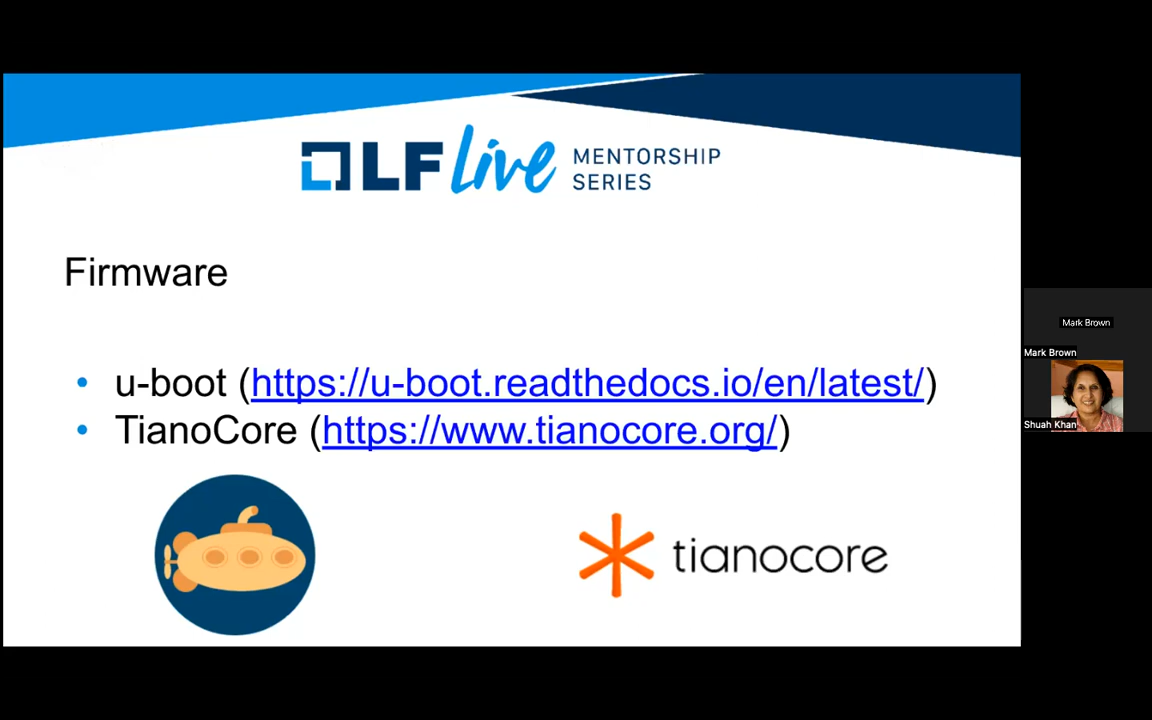 LF Live MENTORSHIP
SERIES
Firmware
• u-boot (https://u-boot.readthedocs.io/en/latest/)
• TianoCore (https://www.tianocore.org/)
tianocore
Mark Brown
Mark Brown
Shuah Khan